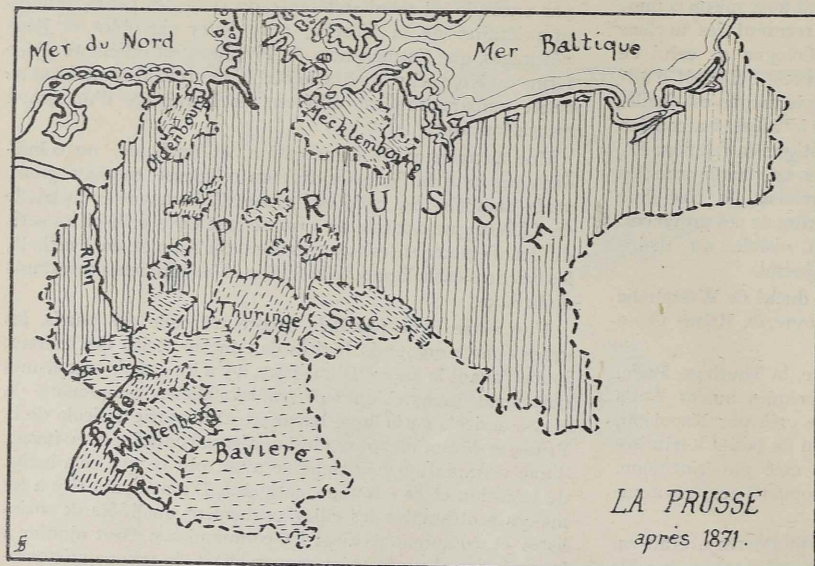 Mer du Nord
Mer Baltique
Oldenbourg
Mecklembourg
PRUSSE
Rhin
Thuringe
Saxe
Bavière
Bade
Wurtenberg
Bavière
LA PRUSSE
après 1871.